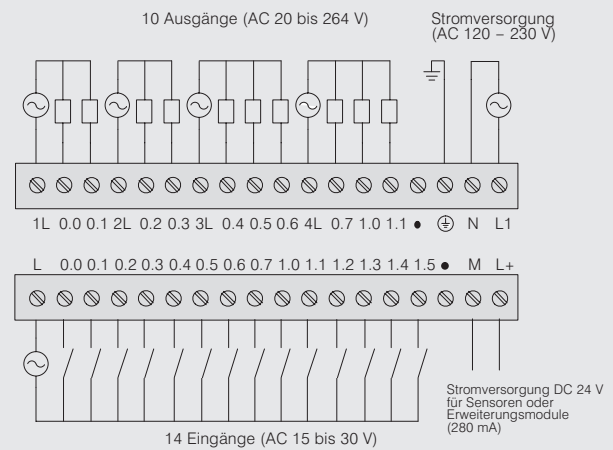 10 Ausgänge (AC 20 bis 264 V)
Stromversorgung
(AC 120 – 230 V)
1L 0.0 0.1 2L 0.2 0.3 3L 0.4 0.5 0.6 4L 0.7 1.0 1.1 • N L1
L 0.0 0.1 0.2 0.3 0.4 0.5 0.6 0.7 1.0 1.1 1.2 1.3 1.4 1.5 • M L+
Stromversorgung DC 24 V
für Sensoren oder
Erweiterungsmodule
(280 mA)
14 Eingänge (AC 15 bis 30 V)